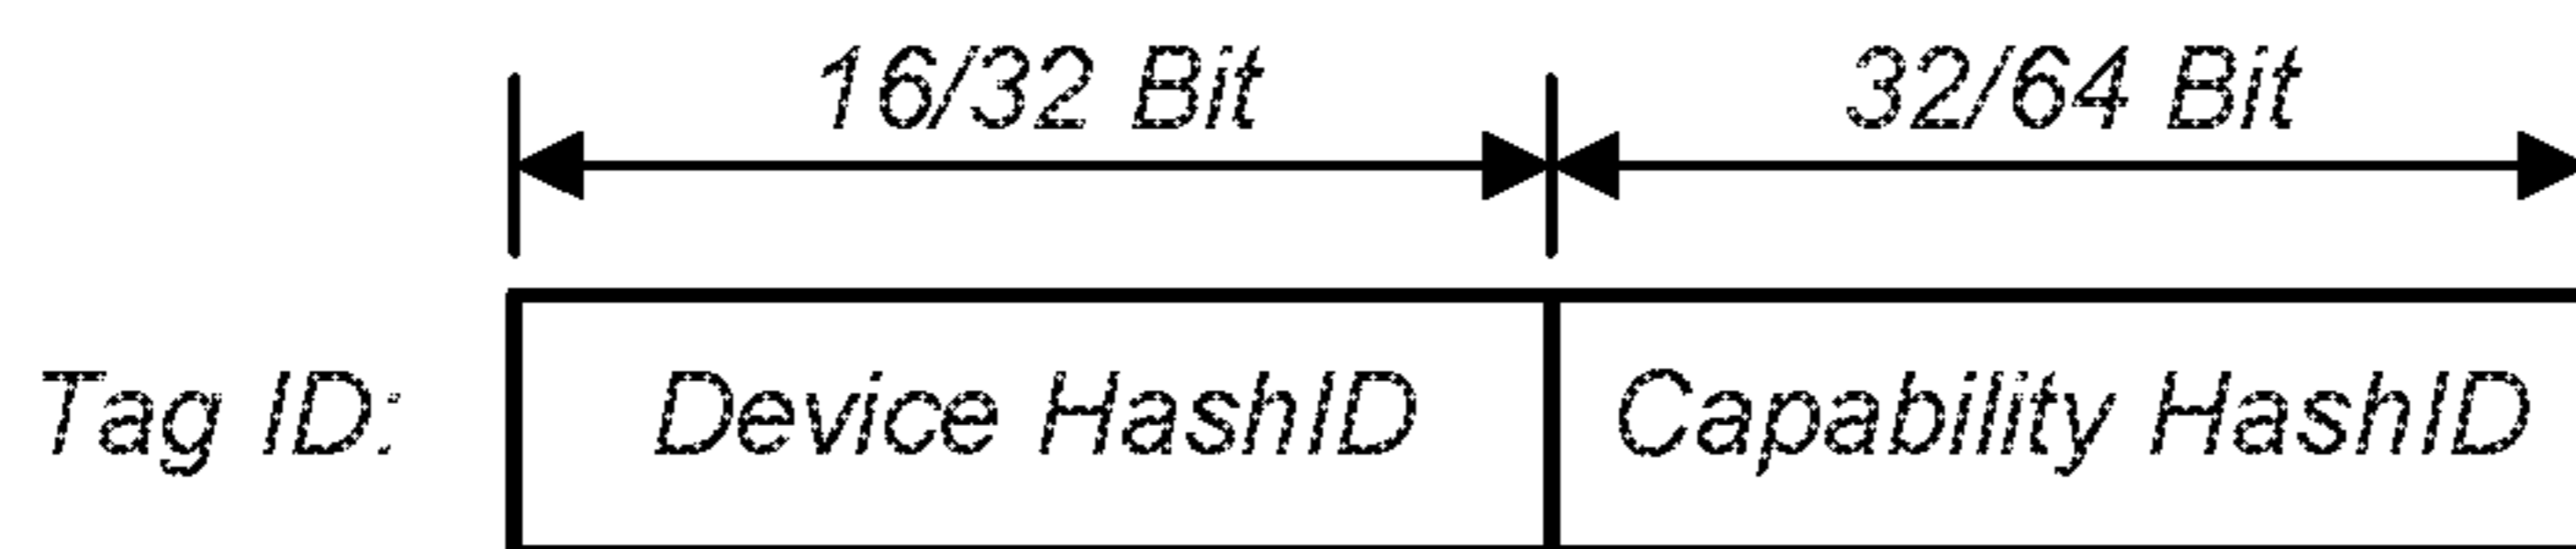 16/32 Bit 32/64 Bit
Tag ID: Device HashID Capability HashID